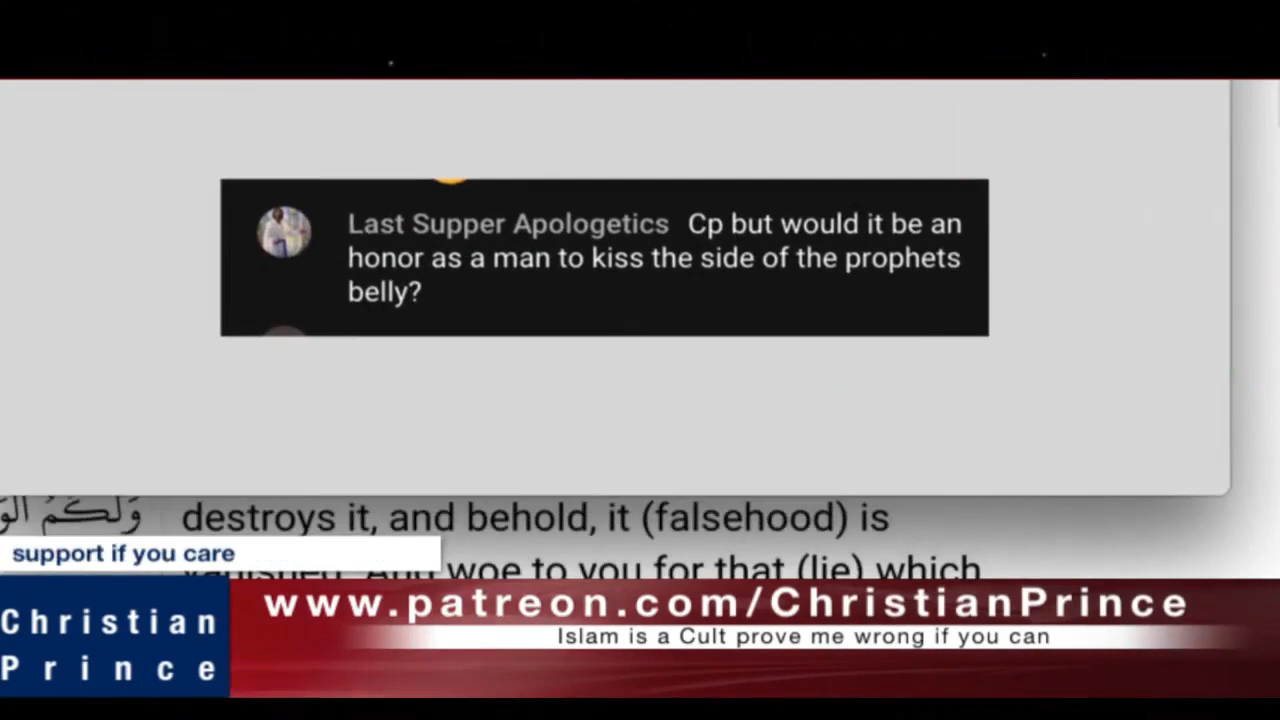 Last Supper Apologetics Cp but would it be an
honor as a man to kiss the side of the prophets
belly?
وَلَكُمُ destroys it, and behold, it (falsehood) is
support if you care
vanished. And woe to you for that (lie) which
Christian
Prince
www.patreon.com/ChristianPrince
Islam is a Cult prove me wrong if you can